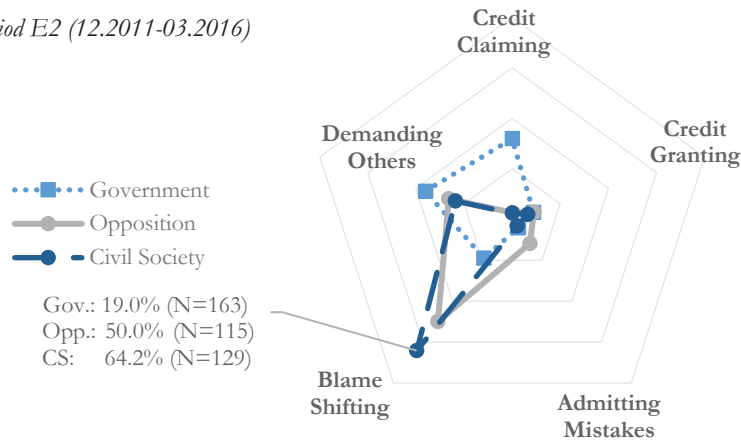 iod E2 (12.2011-03.2016)
Credit
Claiming
Demanding
Others
Credit
Granting
Government
Opposition
Civil Society
Gov.: 19.0% (N=163)
Opp.: 50.0% (N=115)
CS: 64.2% (N=129)
Blame
Shifting
Admitting
Mistakes